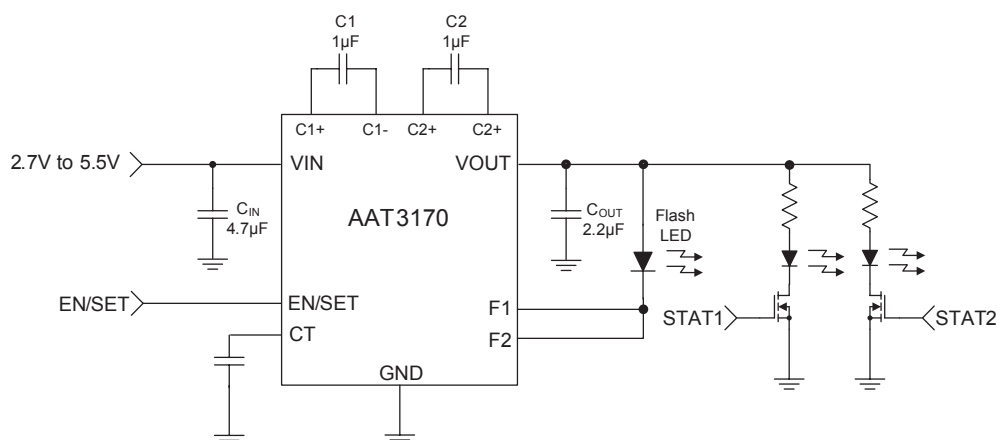 C1
1µF
C2
1µF
C1+ C1- C2+ C2+
2.7V to 5.5V
VIN
VOUT
AAT3170
CIN
4.7µF
COUT
2.2µF
Flash
LED
EN/SET
EN/SET
F1
STAT1
STAT2
CT
F2
GND